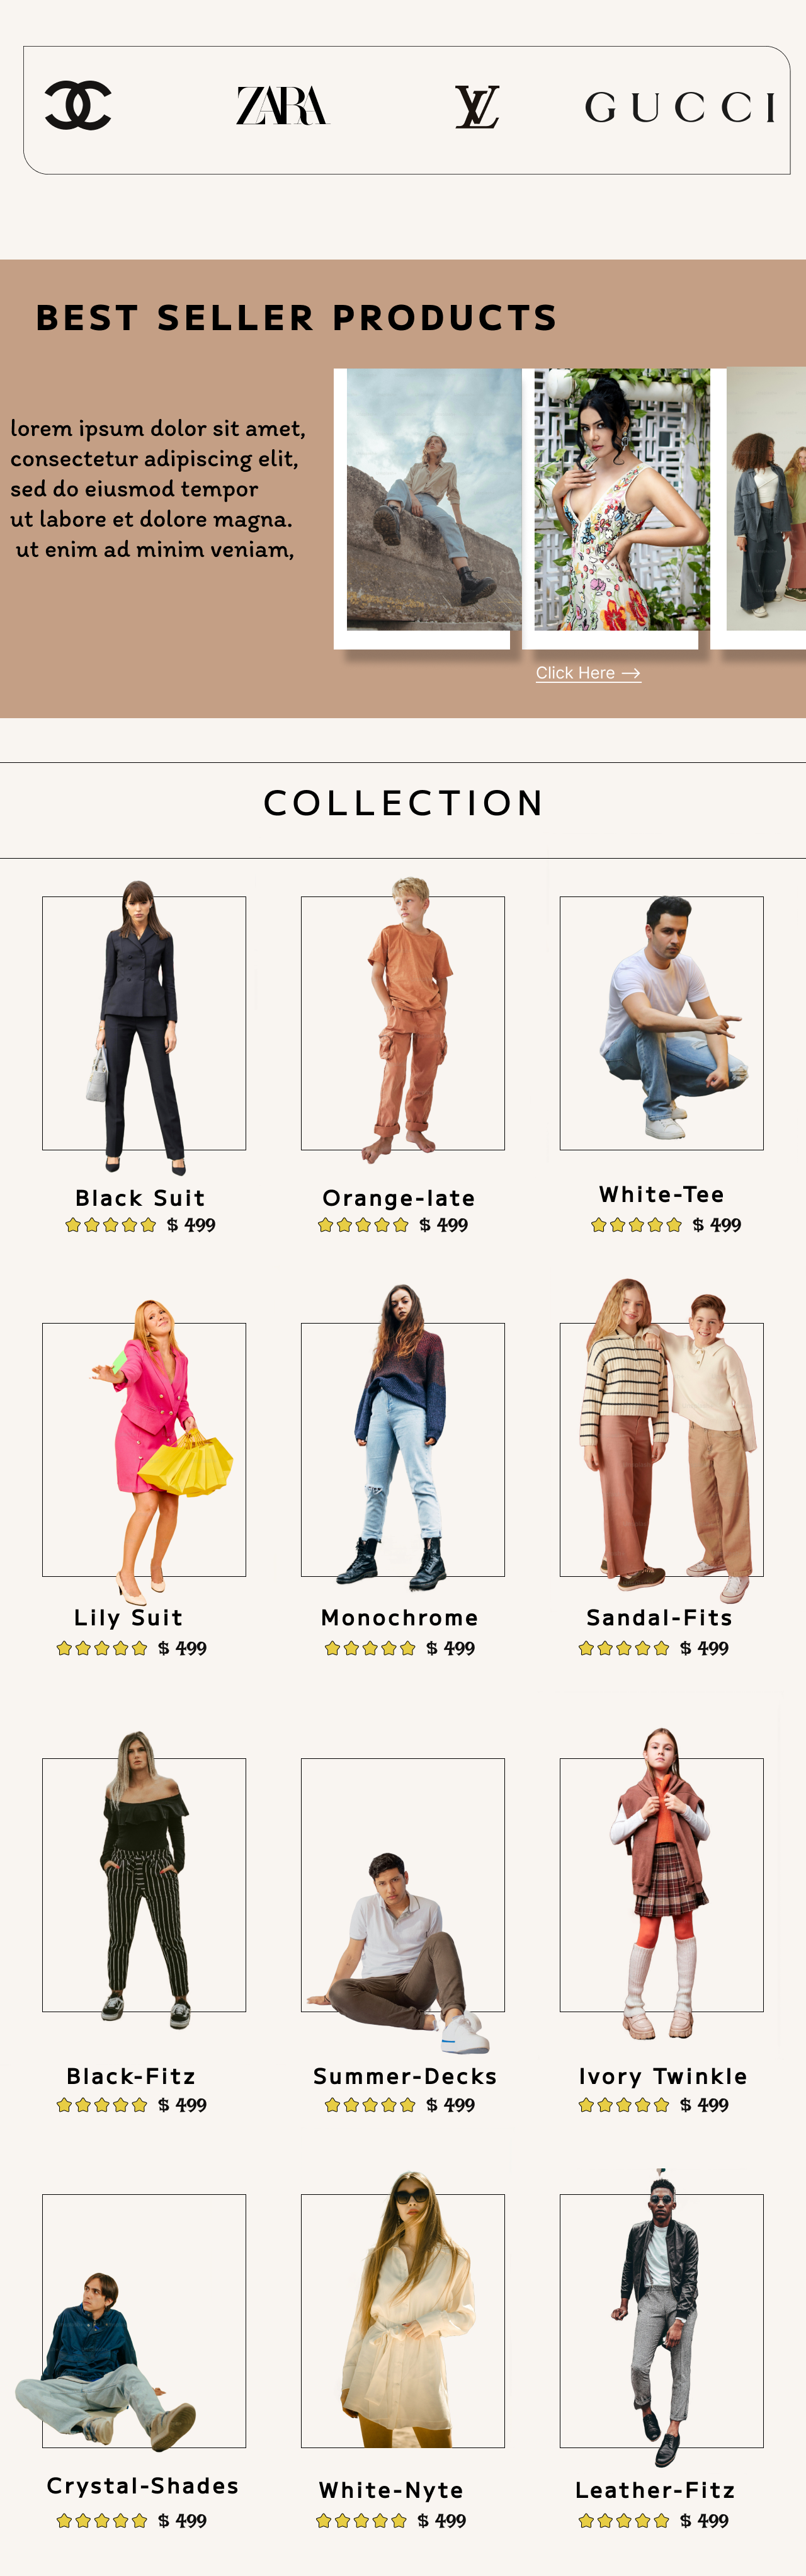 ZARA
LV
GUCCI
BEST SELLER PRODUCTS
lorem ipsum dolor sit amet,
consectetur adipiscing elit,
sed do eiusmod tempor
ut labore et dolore magna.
ut enim ad minim veniam,
Click Here →
COLLECTION
Black Suit
$ 499
Orange-late
$ 499
White-Tee
$ 499
Lily Suit
$ 499
Monochrome
$ 499
Sandal-Fits
$ 499
Black-Fitz
$ 499
Summer-Decks
$ 499
Ivory Twinkle
$ 499
Crystal-Shades
$ 499
White-Nyte
$ 499
Leather-Fitz
$ 499